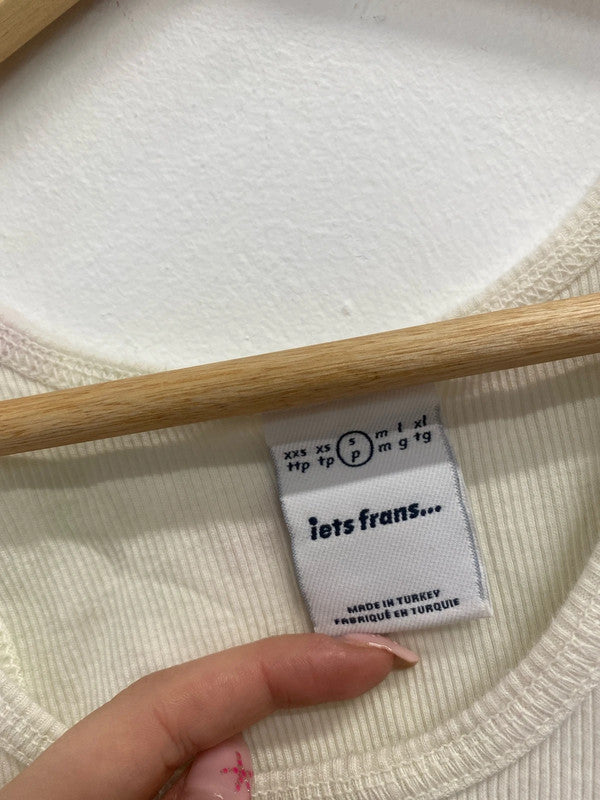 xxs xs s m l xl
ttp tp p m g tg
iets frans...
MADE IN TURKEY
FABRIQUÉ EN TURQUIE